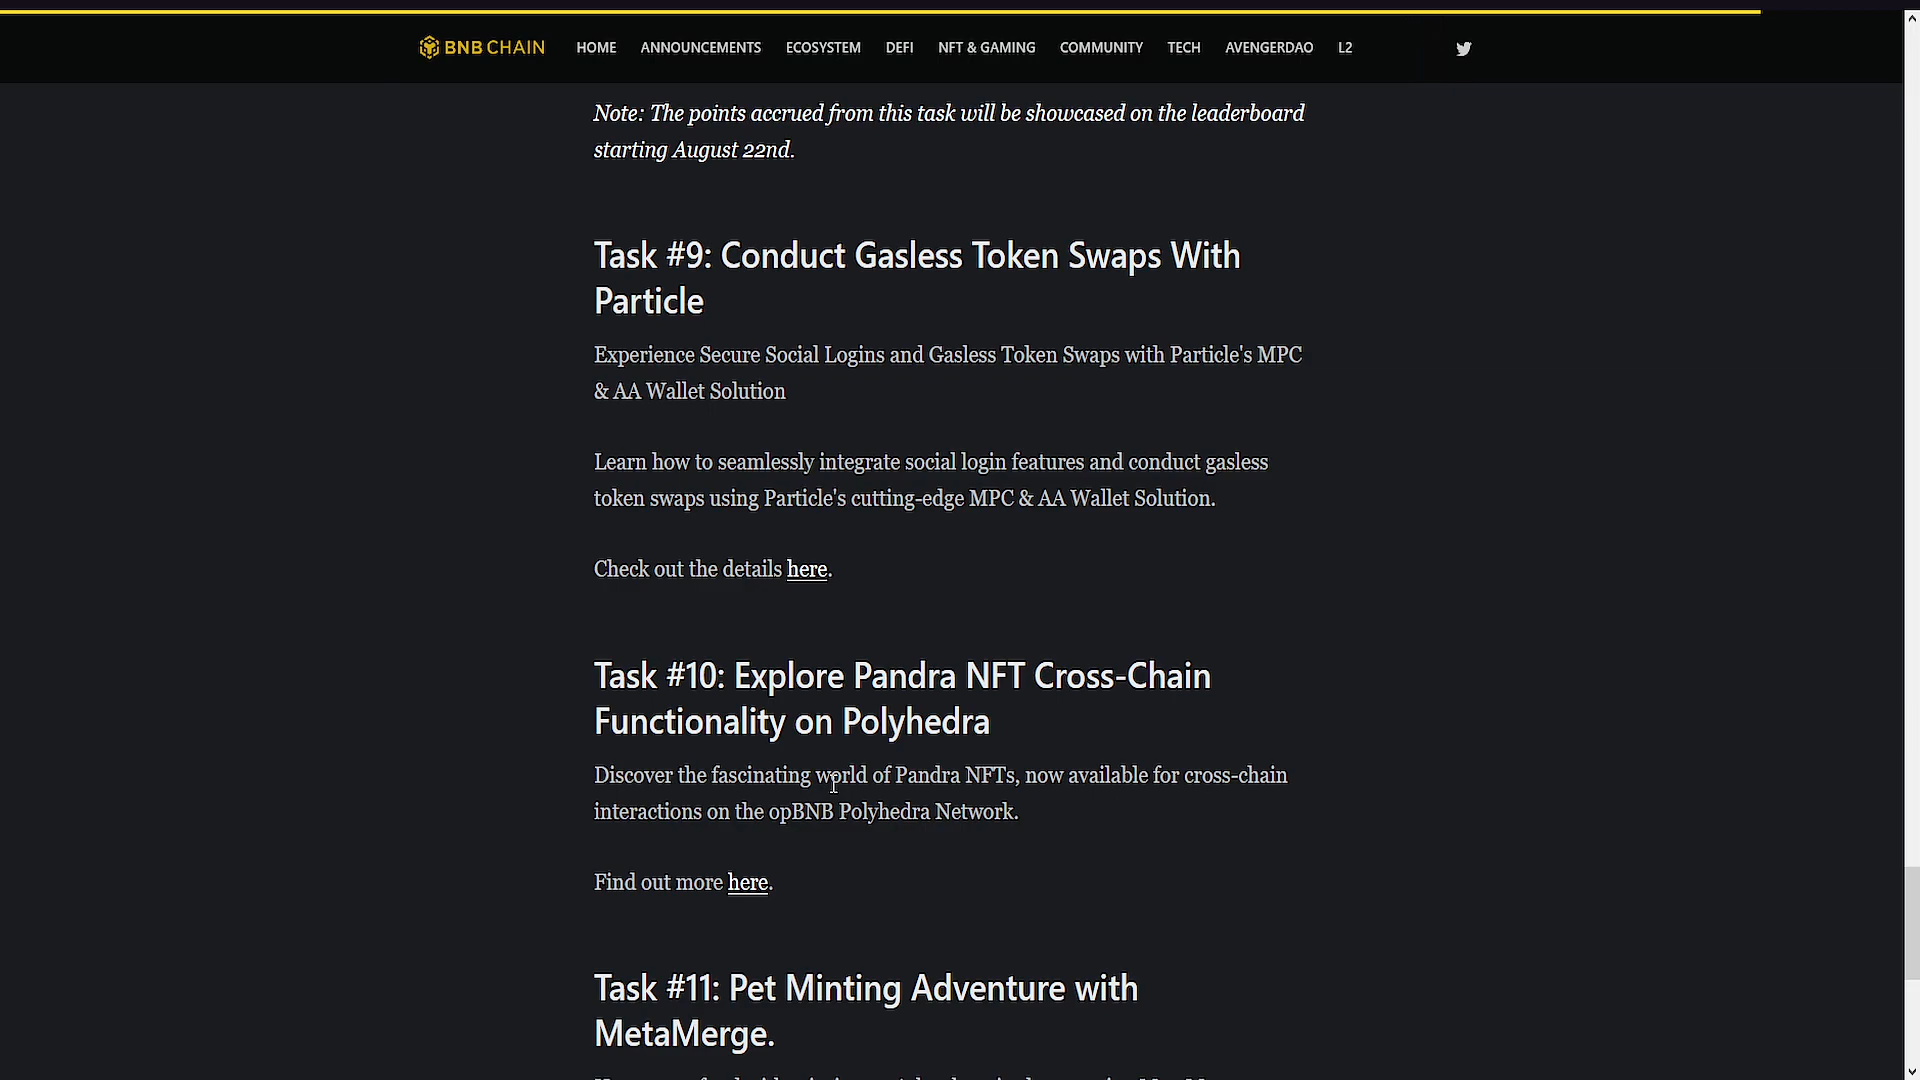 BNB CHAIN HOME ANNOUNCEMENTS ECOSYSTEM DEFI NFT & GAMING COMMUNITY TECH AVENGERDAO L2
Note: The points accrued from this task will be showcased on the leaderboard
starting August 22nd.
Task #9: Conduct Gasless Token Swaps With
Particle
Experience Secure Social Logins and Gasless Token Swaps with Particle's MPC
& AA Wallet Solution
Learn how to seamlessly integrate social login features and conduct gasless
token swaps using Particle's cutting-edge MPC & AA Wallet Solution.
Check out the details here.
Task #10: Explore Pandra NFT Cross-Chain
Functionality on Polyhedra
Discover the fascinating world of Pandra NFTs, now available for cross-chain
interactions on the opBNB Polyhedra Network.
Find out more here.
Task #11: Pet Minting Adventure with
MetaMerge.